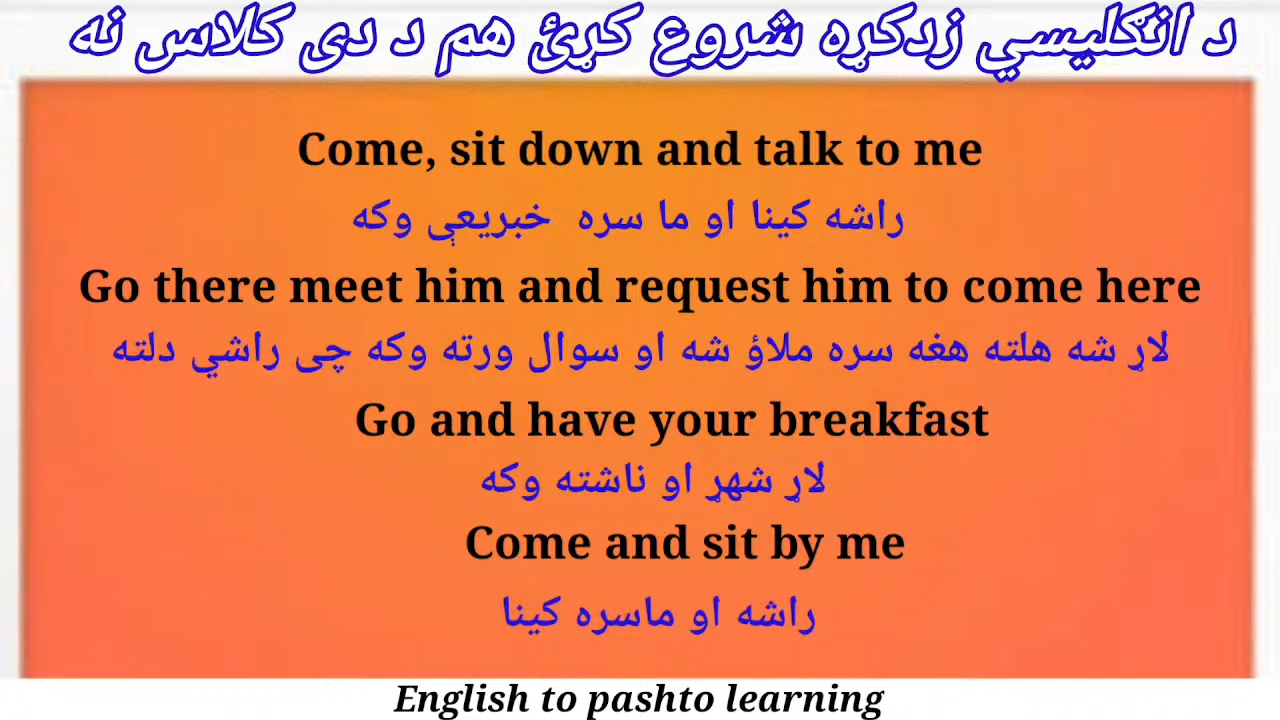 د انګلیسي زدکړه شروع کړئ هم د دی کلاس نه
Come, sit down and talk to me
راشه کینا او ما سره خبریعې وکه
Go there meet him and request him to come here
لاړ شه هلته هغه سره ملاؤ شه او سوال ورته وکه چی راشي دلته
Go and have your breakfast
لاړ شهړ او ناشته وکه
Come and sit by me
راشه او ماسره کینا
English to pashto learning